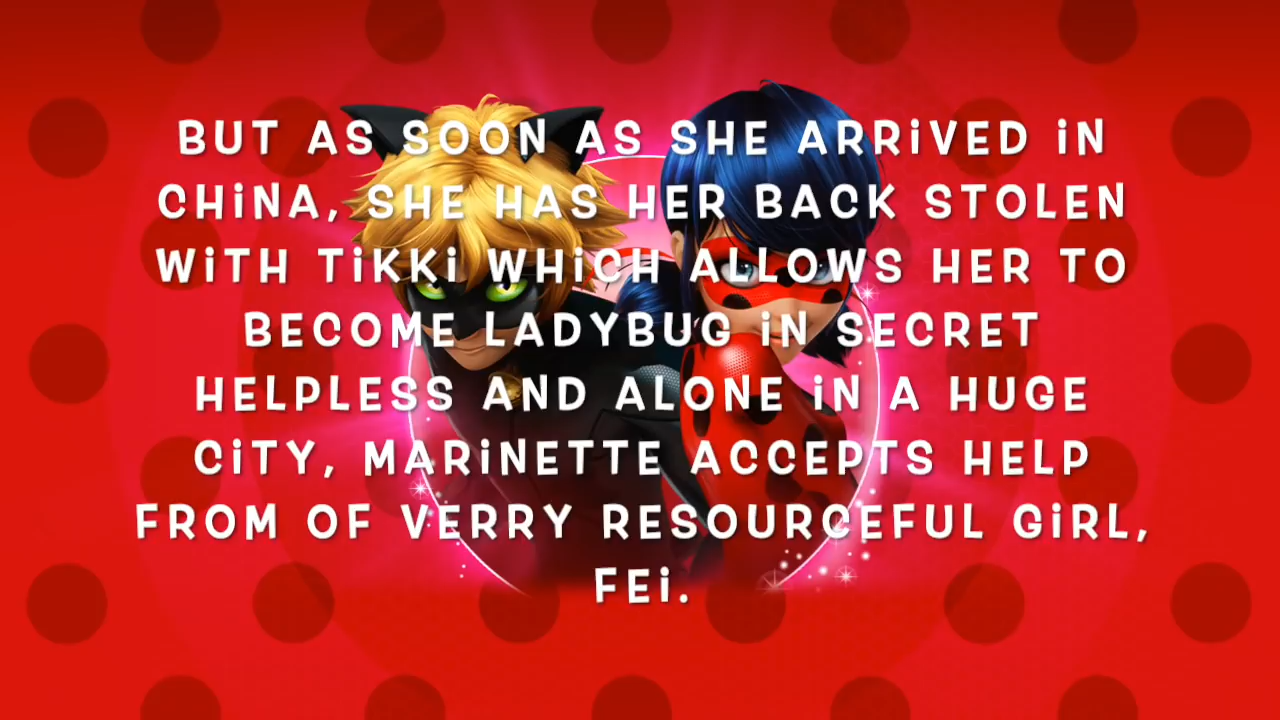 BUT AS SOON AS SHE ARRiVED iN
CHiNA, SHE HAS HER BACK STOLEN
WiTH TiKKi WHiCH ALLOWS HER TO
BECOME LADYBUG iN SECRET
HELPLESS AND ALONE iN A HUGE
CiTY, MARiNETTE ACCEPTS HELP
FROM OF VERRY RESOURCEFUL GiRL,
FEi.